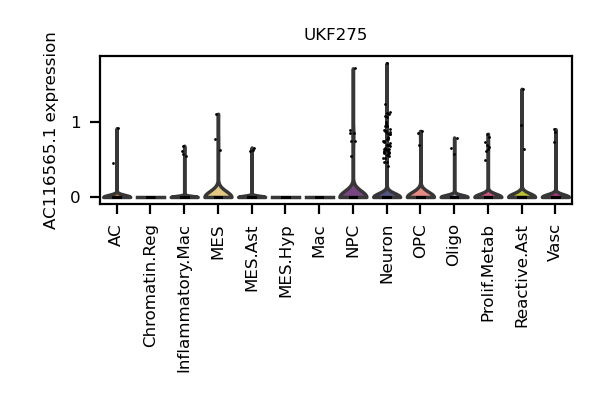 UKF275
AC116565.1 expression
1
0
AC
Chromatin.Reg
Inflammatory.Mac
MES
MES.Ast
MES.Hyp
Mac
NPC
Neuron
OPC
Oligo
Prolif.Metab
Reactive.Ast
Vasc